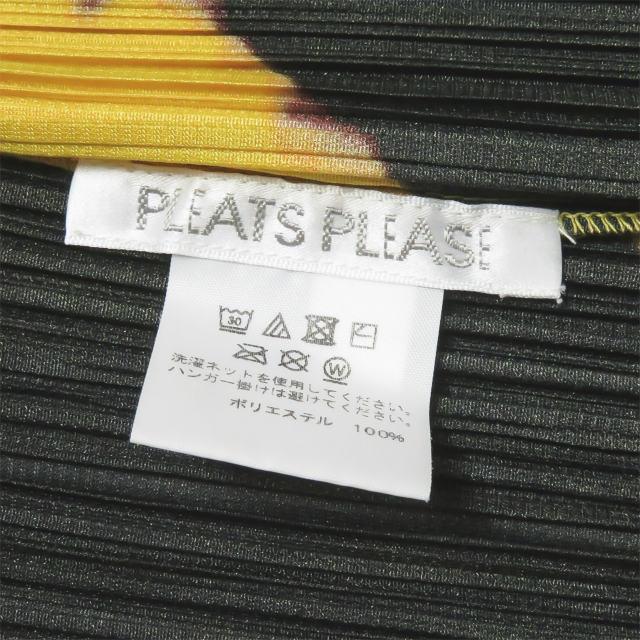 PLEATS PLEASE
30
W
洗濯ネットを使用してください。
ハンガー掛けは避けてください。
ポリエステル 100%